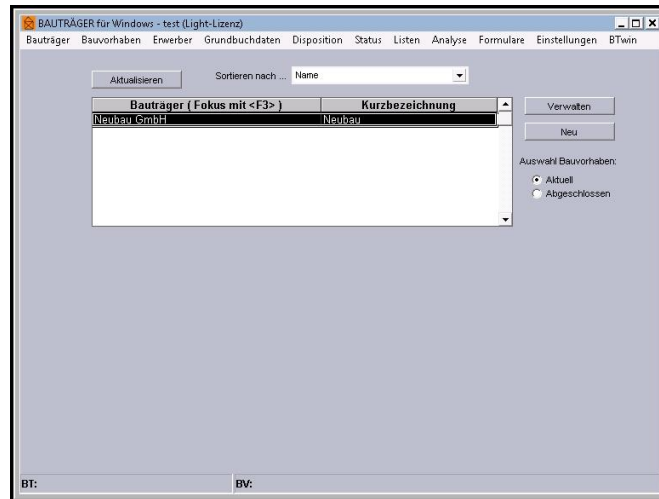 BAUTRÄGER für Windows - test (Light-Lizenz)
Bauträger Bauvorhaben Erwerber Grundbuchdaten Disposition Status Listen Analyse Formulare Einstellungen BTwin
Aktualisieren Sortieren nach ... Name
Bauträger ( Fokus mit <F3> ) Kurzbezeichnung
Neubau GmbH Neubau
Verwalten
Neu
Auswahl Bauvorhaben:
Aktuell
Abgeschlossen
BT: BV: